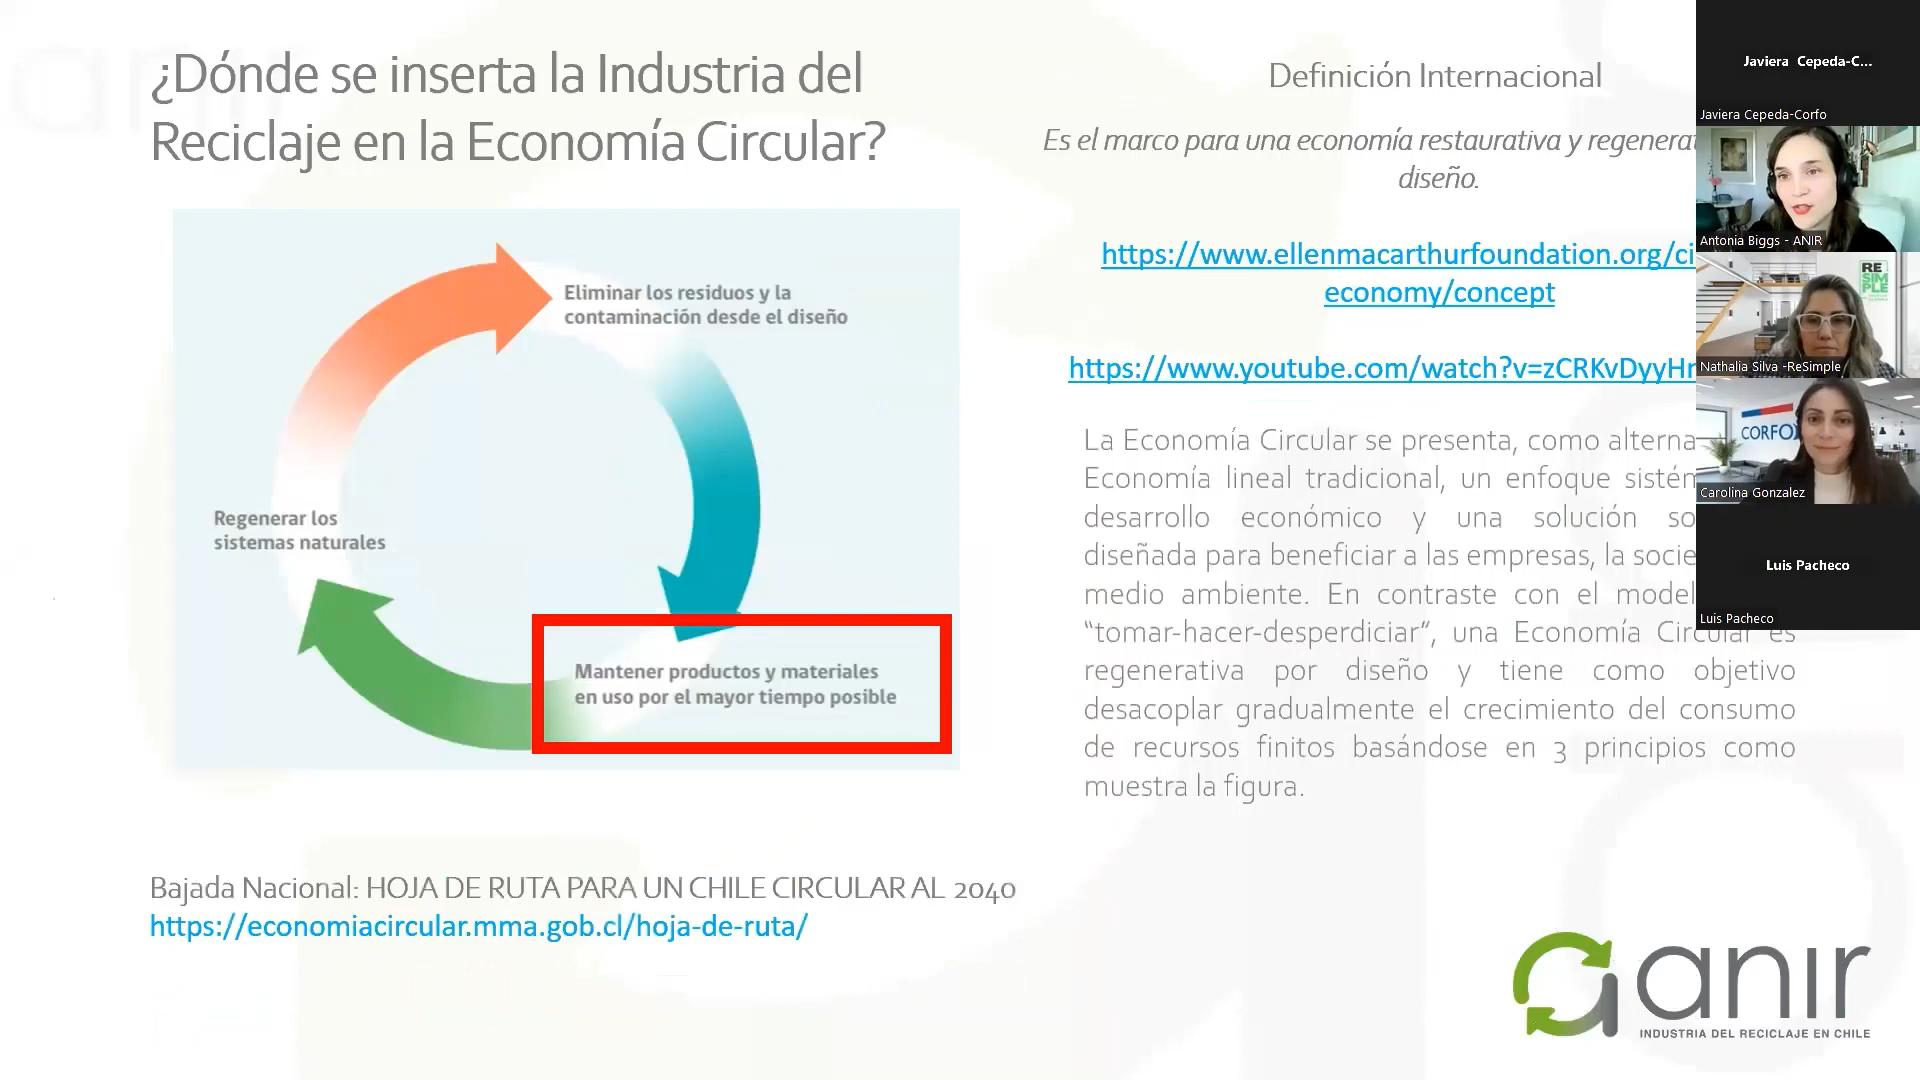 ¿Dónde se inserta la Industria del
Reciclaje en la Economía Circular?
Eliminar los residuos y la
contaminación desde el diseño
Regenerar los
sistemas naturales
Mantener productos y materiales
en uso por el mayor tiempo posible
Bajada Nacional: HOJA DE RUTA PARA UN CHILE CIRCULAR AL 2040
https://economiacircular.mma.gob.cl/hoja-de-ruta/
Definición Internacional
Es el marco para una economía restaurativa y regenerat
diseño.
https://www.ellenmacarthurfoundation.org/ci
economy/concept
https://www.youtube.com/watch?v=zCRKvDyyHr
La Economía Circular se presenta, como alterna
Economía lineal tradicional, un enfoque sistém
desarrollo económico y una solución so
diseñada para beneficiar a las empresas, la socie
medio ambiente. En contraste con el model
“tomar-hacer-desperdiciar”, una Economía Circular es
regenerativa por diseño y tiene como objetivo
desacoplar gradualmente el crecimiento del consumo
de recursos finitos basándose en 3 principios como
muestra la figura.
anır
INDUSTRIA DEL RECICLAJE EN CHILE
Javiera Cepeda-C...
Javiera Cepeda-Corfo
Antonia Biggs - ANIR
RE
SIMPLE
Nathalia Silva -ReSimple
CORFO
Carolina Gonzalez
Luis Pacheco
Luis Pacheco